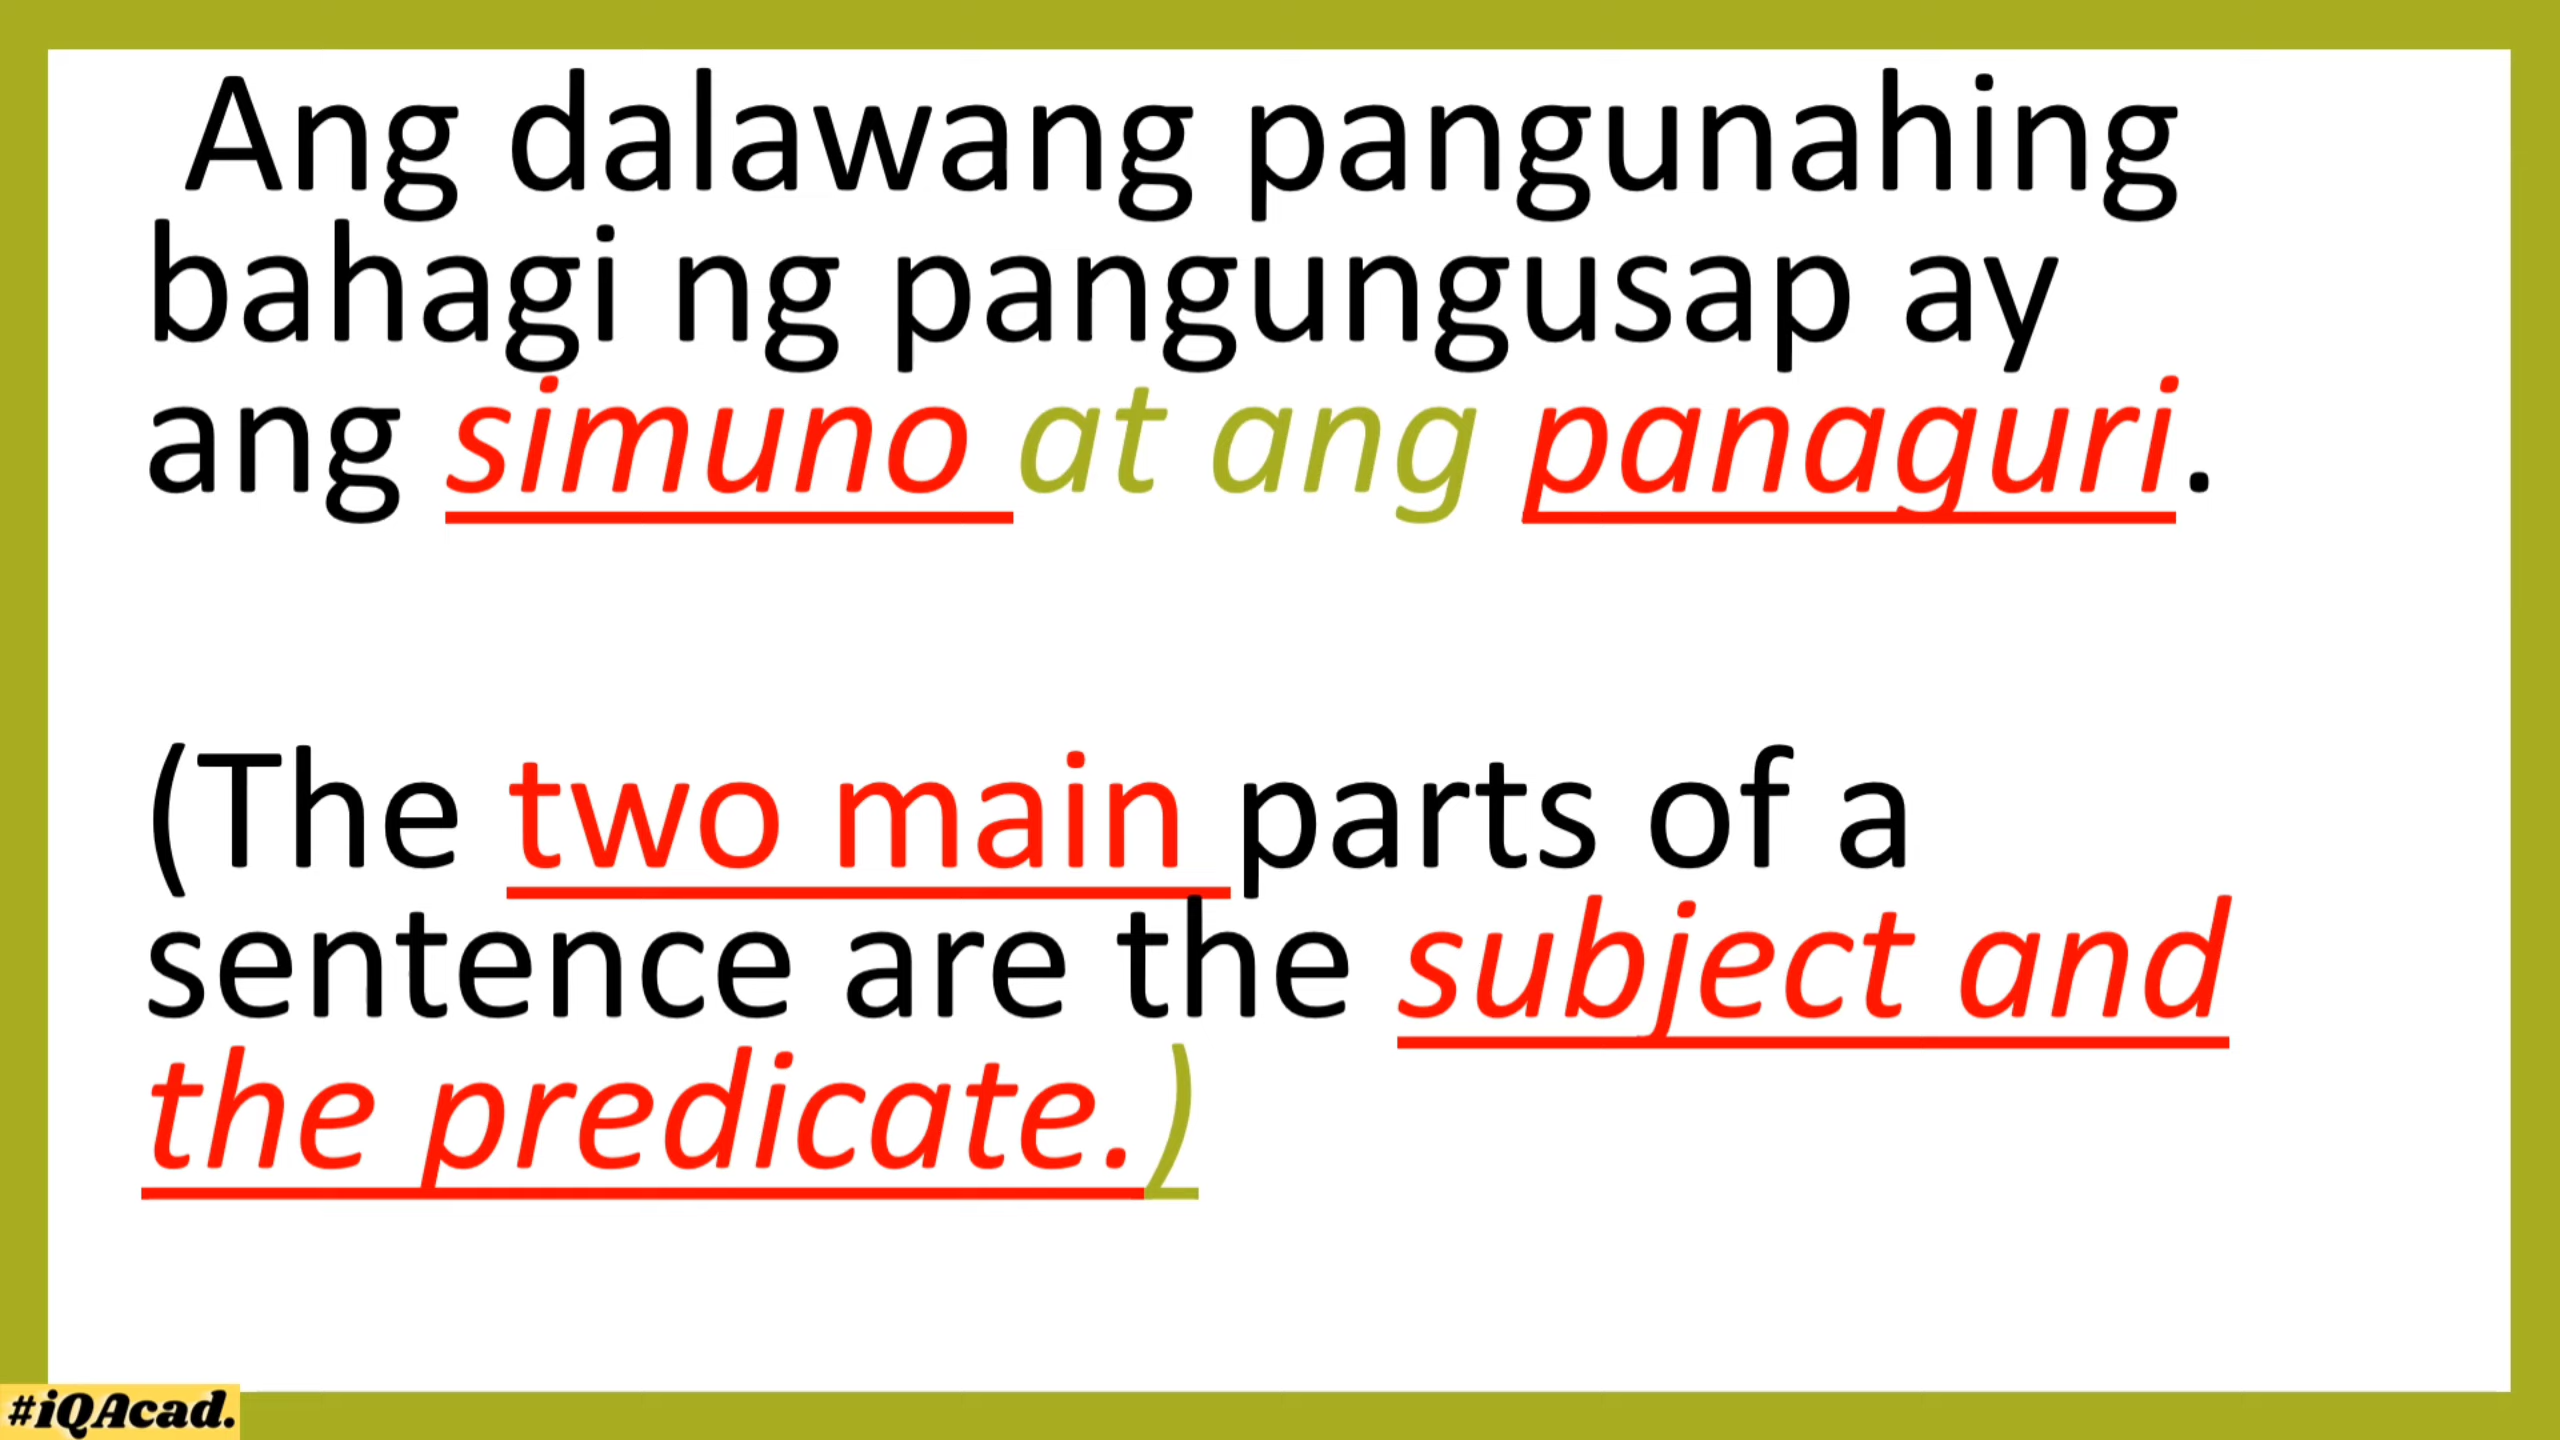 Ang dalawang pangunahing
bahagi ng pangungusap ay
ang simuno at ang panaguri.
(The two main parts of a
sentence are the subject and
the predicate.)
#iQAcad.